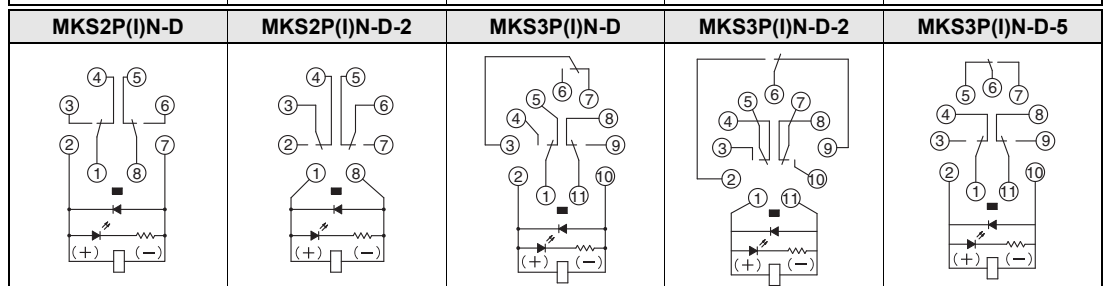 MKS2P(I)N-D MKS2P(I)N-D-2 MKS3P(I)N-D MKS3P(I)N-D-2 MKS3P(I)N-D-5
4 5 3 6 2 7 1 8 (+) (−)
4 5 3 6 2 7 1 8 (+) (−)
6 7 5 4 8 3 9 2 10 1 11 (+) (−)
6 5 7 4 8 3 9 2 10 1 11 (+) (−)
5 6 7 4 8 3 9 2 10 1 11 (+) (−)